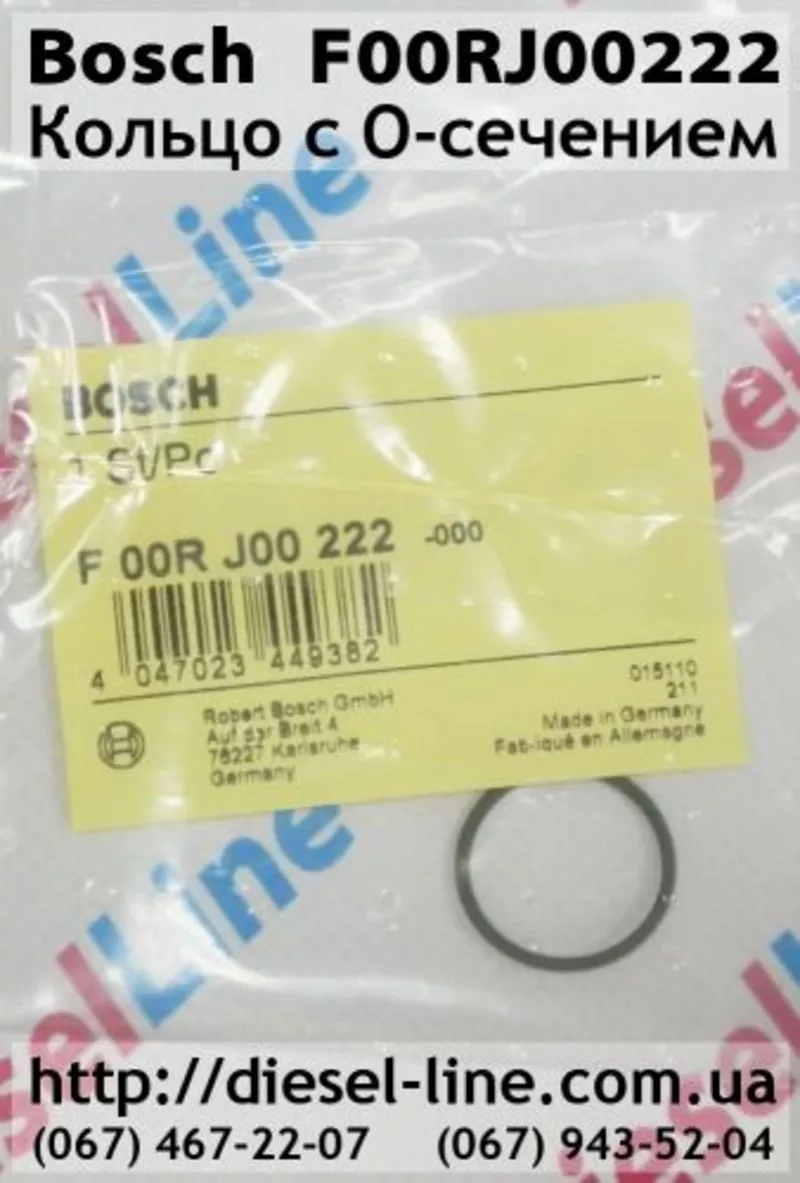 Bosch F00RJ00222
Кольцо с О-сечением
Line
BOSCH
1 St/Pc
F 00R J00 222 -000
4 047023 449382
015110
211
Robert Bosch GmbH
Auf der Breit 4
76227 Karlsruhe
Germany
Made in Germany
Fabriqué en Allemagne
selLine
http://diesel-line.com.ua
(067) 467-22-07 (067) 943-52-04